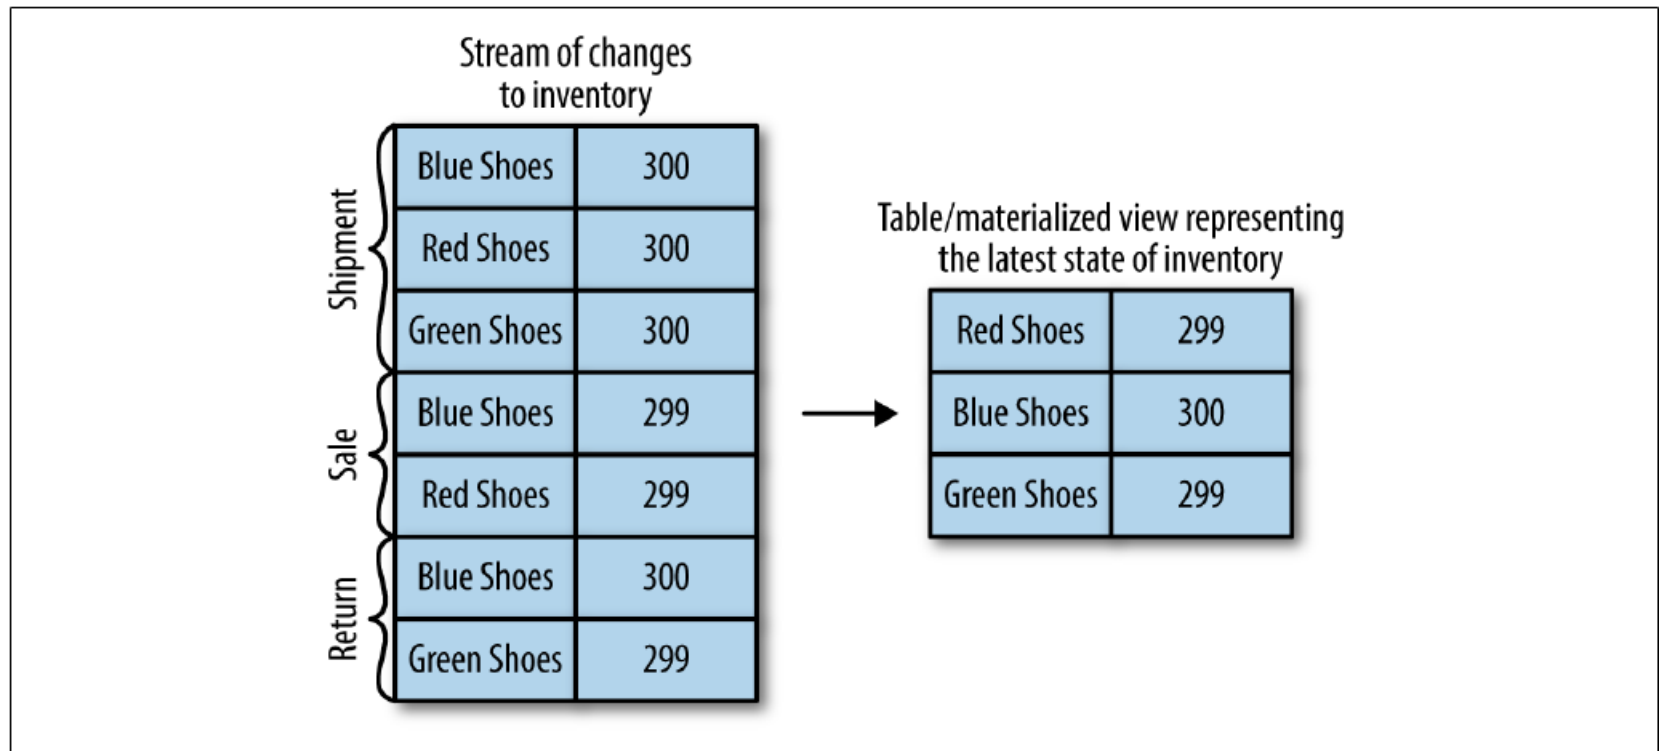 Stream of changes
to inventory
Shipment
Blue Shoes 300
Red Shoes 300
Green Shoes 300
Sale
Blue Shoes 299
Red Shoes 299
Return
Blue Shoes 300
Green Shoes 299
Table/materialized view representing
the latest state of inventory
Red Shoes 299
Blue Shoes 300
Green Shoes 299